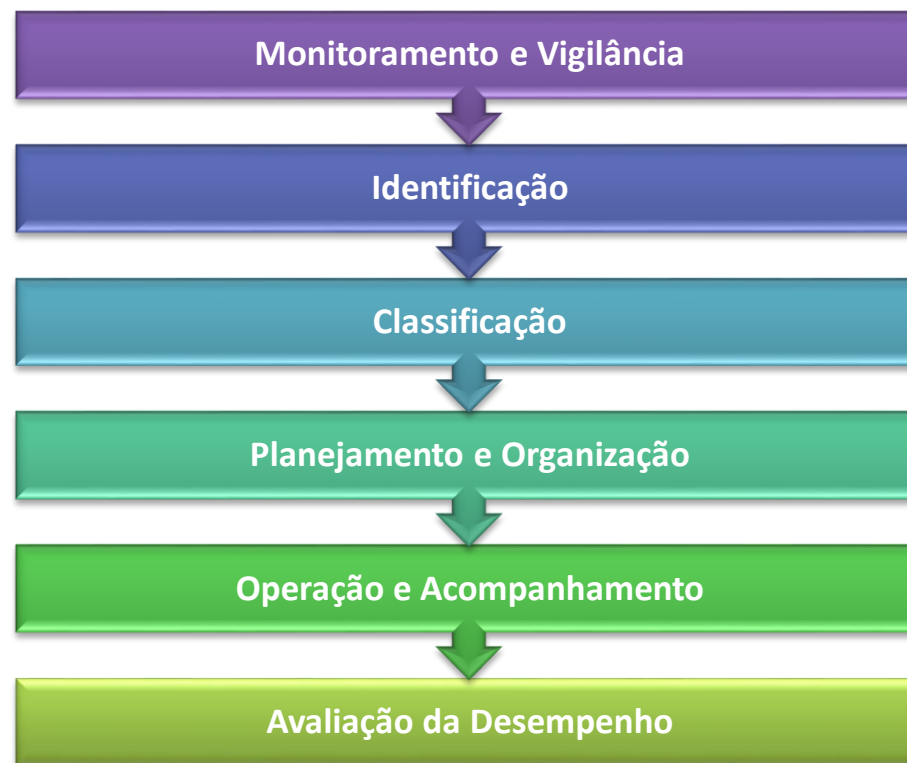 Monitoramento e Vigilância
Identificação
Classificação
Planejamento e Organização
Operação e Acompanhamento
Avaliação da Desempenho